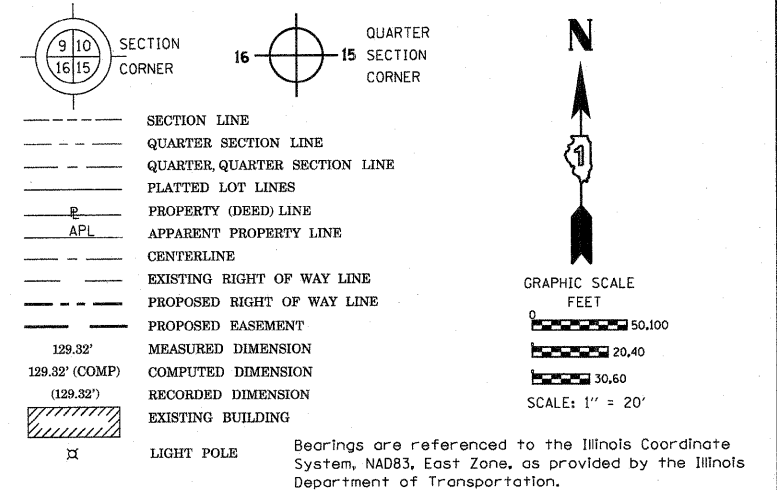 9 10
16 15
SECTION
CORNER
16
15
QUARTER
SECTION
CORNER
N
1
SECTION LINE
QUARTER SECTION LINE
QUARTER, QUARTER SECTION LINE
PLATTED LOT LINES
PL PROPERTY (DEED) LINE
APL APPARENT PROPERTY LINE
CENTERLINE
EXISTING RIGHT OF WAY LINE
PROPOSED RIGHT OF WAY LINE
PROPOSED EASEMENT
129.32' MEASURED DIMENSION
129.32' (COMP) COMPUTED DIMENSION
(129.32') RECORDED DIMENSION
EXISTING BUILDING
LIGHT POLE
GRAPHIC SCALE
FEET
0
50,100
20,40
30,60
SCALE: 1" = 20'
Bearings are referenced to the Illinois Coordinate
System, NAD83, East Zone, as provided by the Illinois
Department of Transportation.